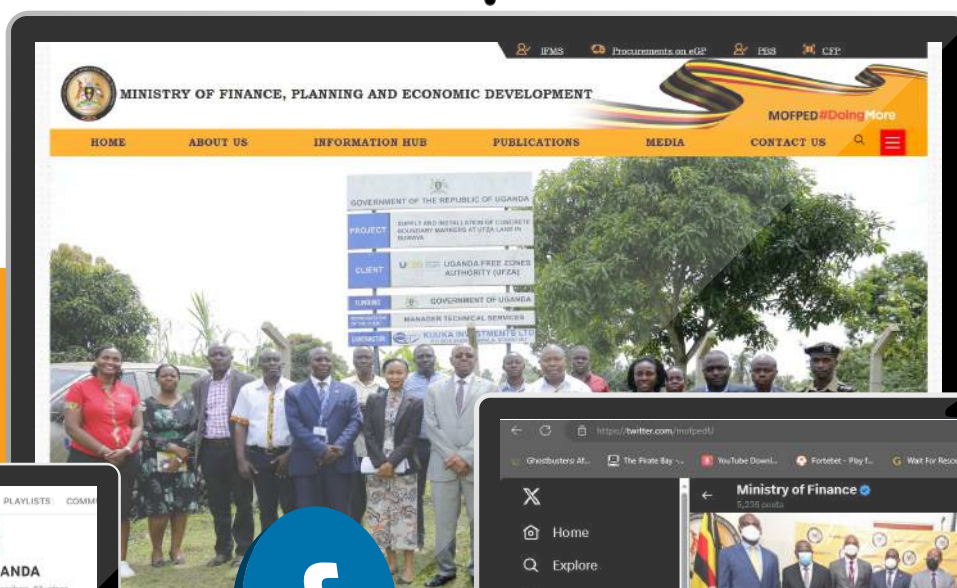 IFMS Procurements on eGP PBS CFP
MINISTRY OF FINANCE, PLANNING AND ECONOMIC DEVELOPMENT
MOFPED #DoingMore
HOME ABOUT US INFORMATION HUB PUBLICATIONS MEDIA CONTACT US
GOVERNMENT OF THE REPUBLIC OF UGANDA
PROJECT SUPPLY AND INSTALLATION OF CONCRETE
BOUNDARY MARKERS AT UFZA LAND IN
CLIENT UGANDA FREE ZONES
AUTHORITY (UFZA)
FUNDING GOVERNMENT OF UGANDA
MANAGER TECHNICAL SERVICES
CONTRACTOR INVESTMENTS LTD
https://twitter.com/mofpedU
Ghostbusters: Af... The Pirate Bay -... YouTube Downl... Fortebet - Play f... G Wait For Resou
X Ministry of Finance
5,236 posts
Home
Explore
PLAYLISTS COMMU
ANDA
f